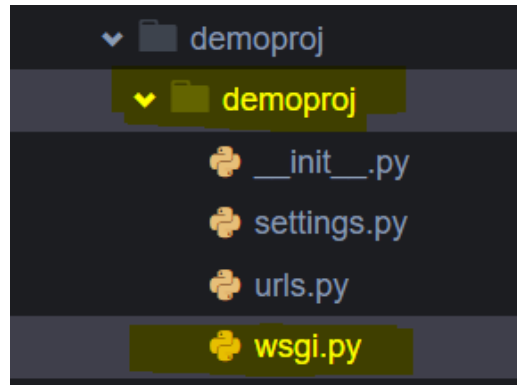 demoproj
demoproj
__init__.py
settings.py
urls.py
wsgi.py